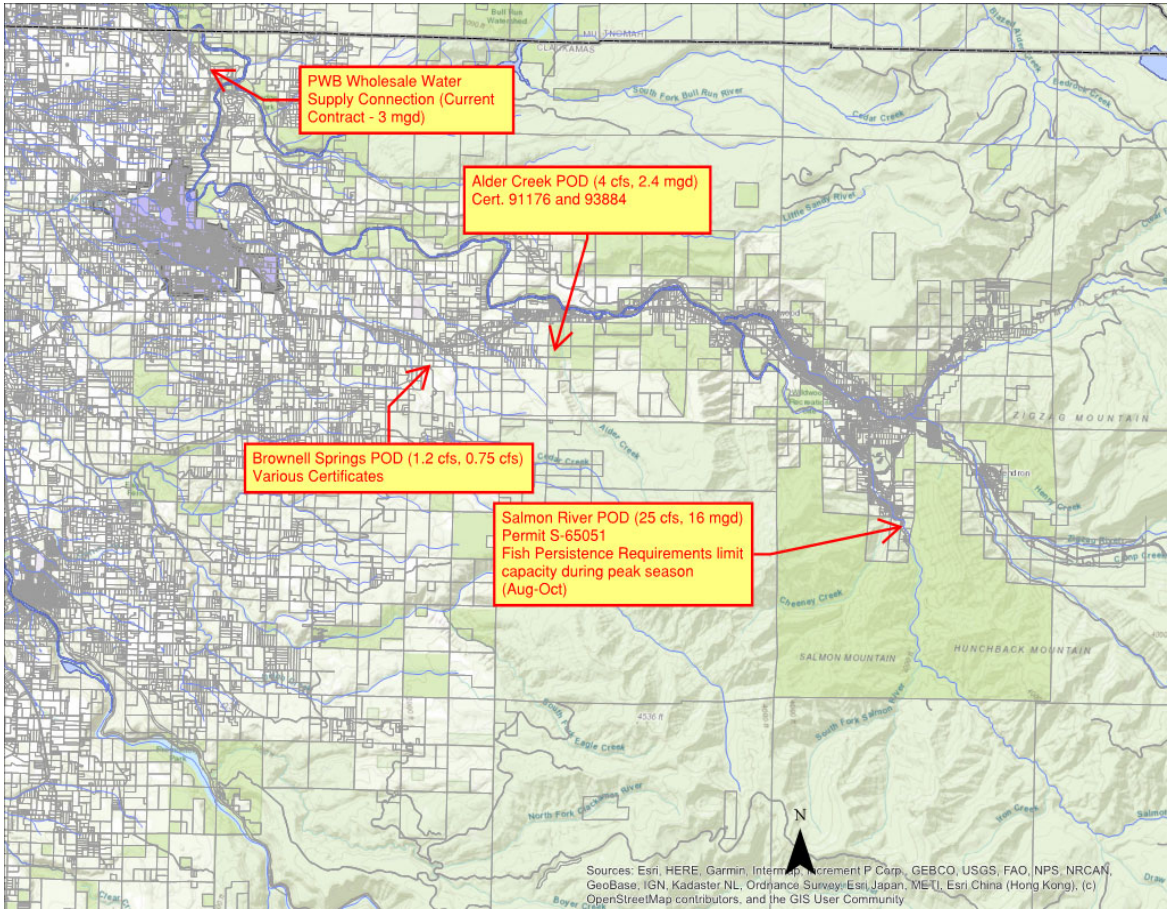 Bull Run
Watershed
MULTNOMAH
CLACKAMAS
Blazed Alder Creek
Bedrock Creek
South Fork Bull Run River
Cedar Creek
PWB Wholesale Water
Supply Connection (Current
Contract - 3 mgd)
Alder Creek POD (4 cfs, 2.4 mgd)
Cert. 91176 and 93884
Little Sandy River
ZIGZAG MOUNTAIN
Alder Creek
Cedar Creek
Brownell Springs POD (1.2 cfs, 0.75 cfs)
Various Certificates
Salmon River POD (25 cfs, 16 mgd)
Permit S-65051
Fish Persistence Requirements limit
capacity during peak season
(Aug-Oct)
Camp Creek
Cheeney Creek
SALMON MOUNTAIN
HUNCHBACK MOUNTAIN
South Fork Salmon River
4536 ft
South Fork Eagle Creek
North Fork Clackamas River
Iron Creek
Salmon
N
Sources: Esri, HERE, Garmin, Intermap, increment P Corp., GEBCO, USGS, FAO, NPS, NRCAN,
GeoBase, IGN, Kadaster NL, Ordnance Survey, Esri Japan, METI, Esri China (Hong Kong), (c)
OpenStreetMap contributors, and the GIS User Community
Boyer Creek
Draw